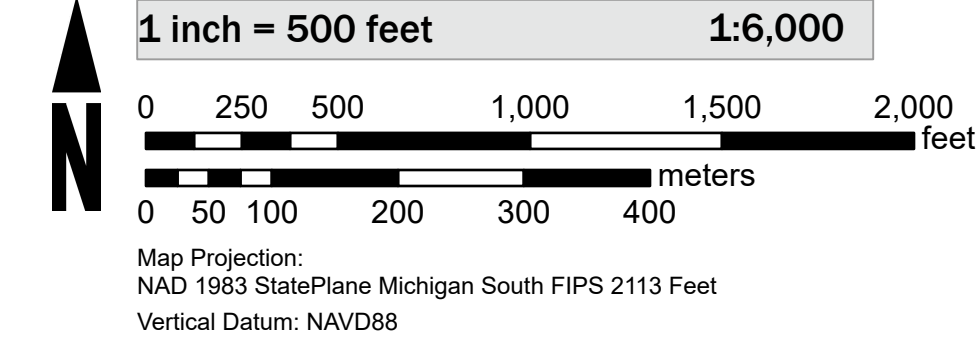 1 inch = 500 feet 1:6,000
0 250 500 1,000 1,500 2,000
feet
meters
0 50 100 200 300 400
N
Map Projection:
NAD 1983 StatePlane Michigan South FIPS 2113 Feet
Vertical Datum: NAVD88